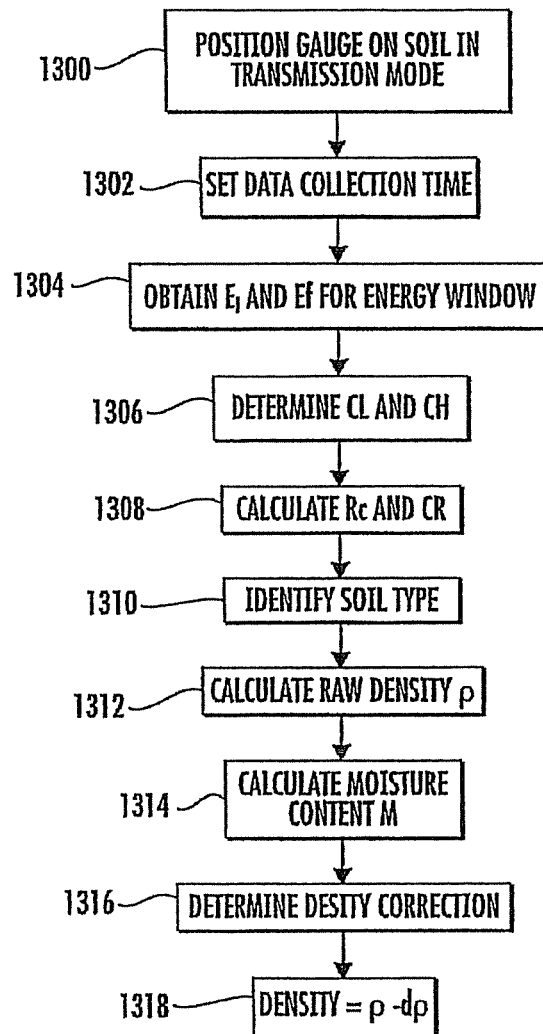 1300
POSITION GAUGE ON SOIL IN
TRANSMISSION MODE
1302
SET DATA COLLECTION TIME
1304
OBTAIN E₁ AND Ef FOR ENERGY WINDOW
1306
DETERMINE CL AND CH
1308
CALCULATE Rc AND CR
1310
IDENTIFY SOIL TYPE
1312
CALCULATE RAW DENSITY ρ
1314
CALCULATE MOISTURE
CONTENT M
1316
DETERMINE DESITY CORRECTION
1318
DENSITY = ρ -dρ